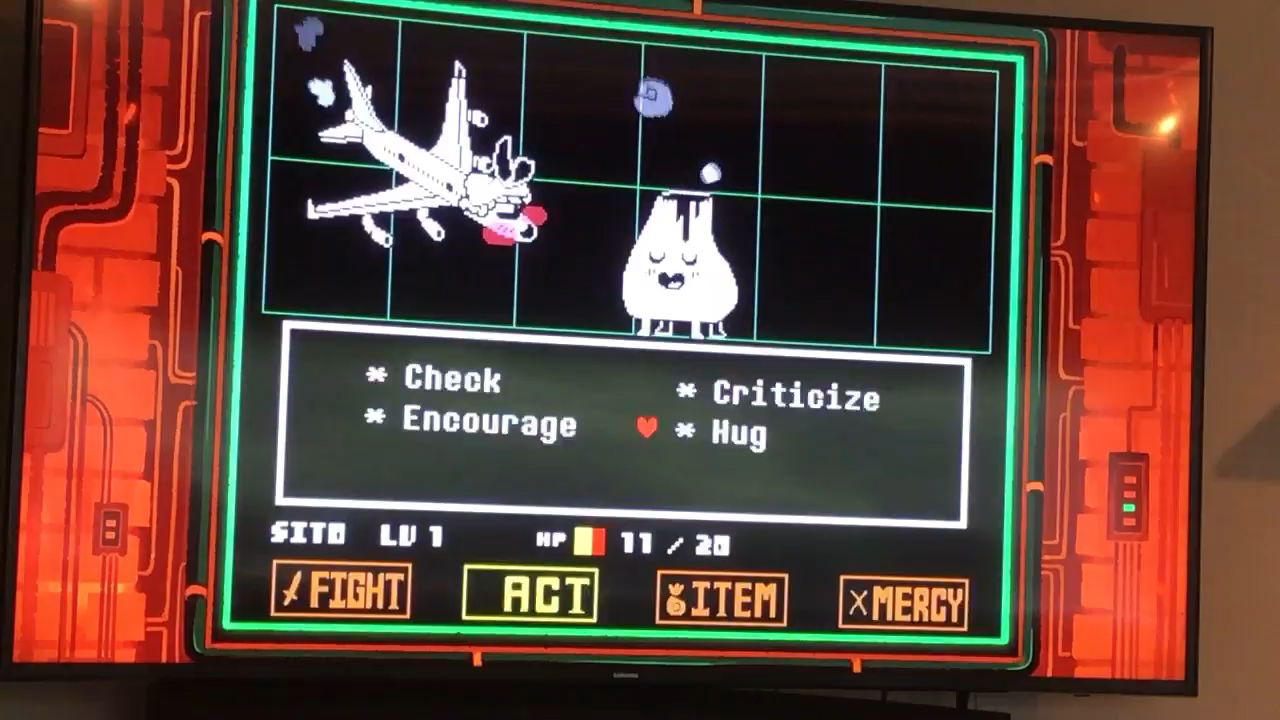 * Check
* Criticize
* Encourage
* Hug
SITO LV 1 HP 11 / 20
FIGHT
ACT
ITEM
MERCY